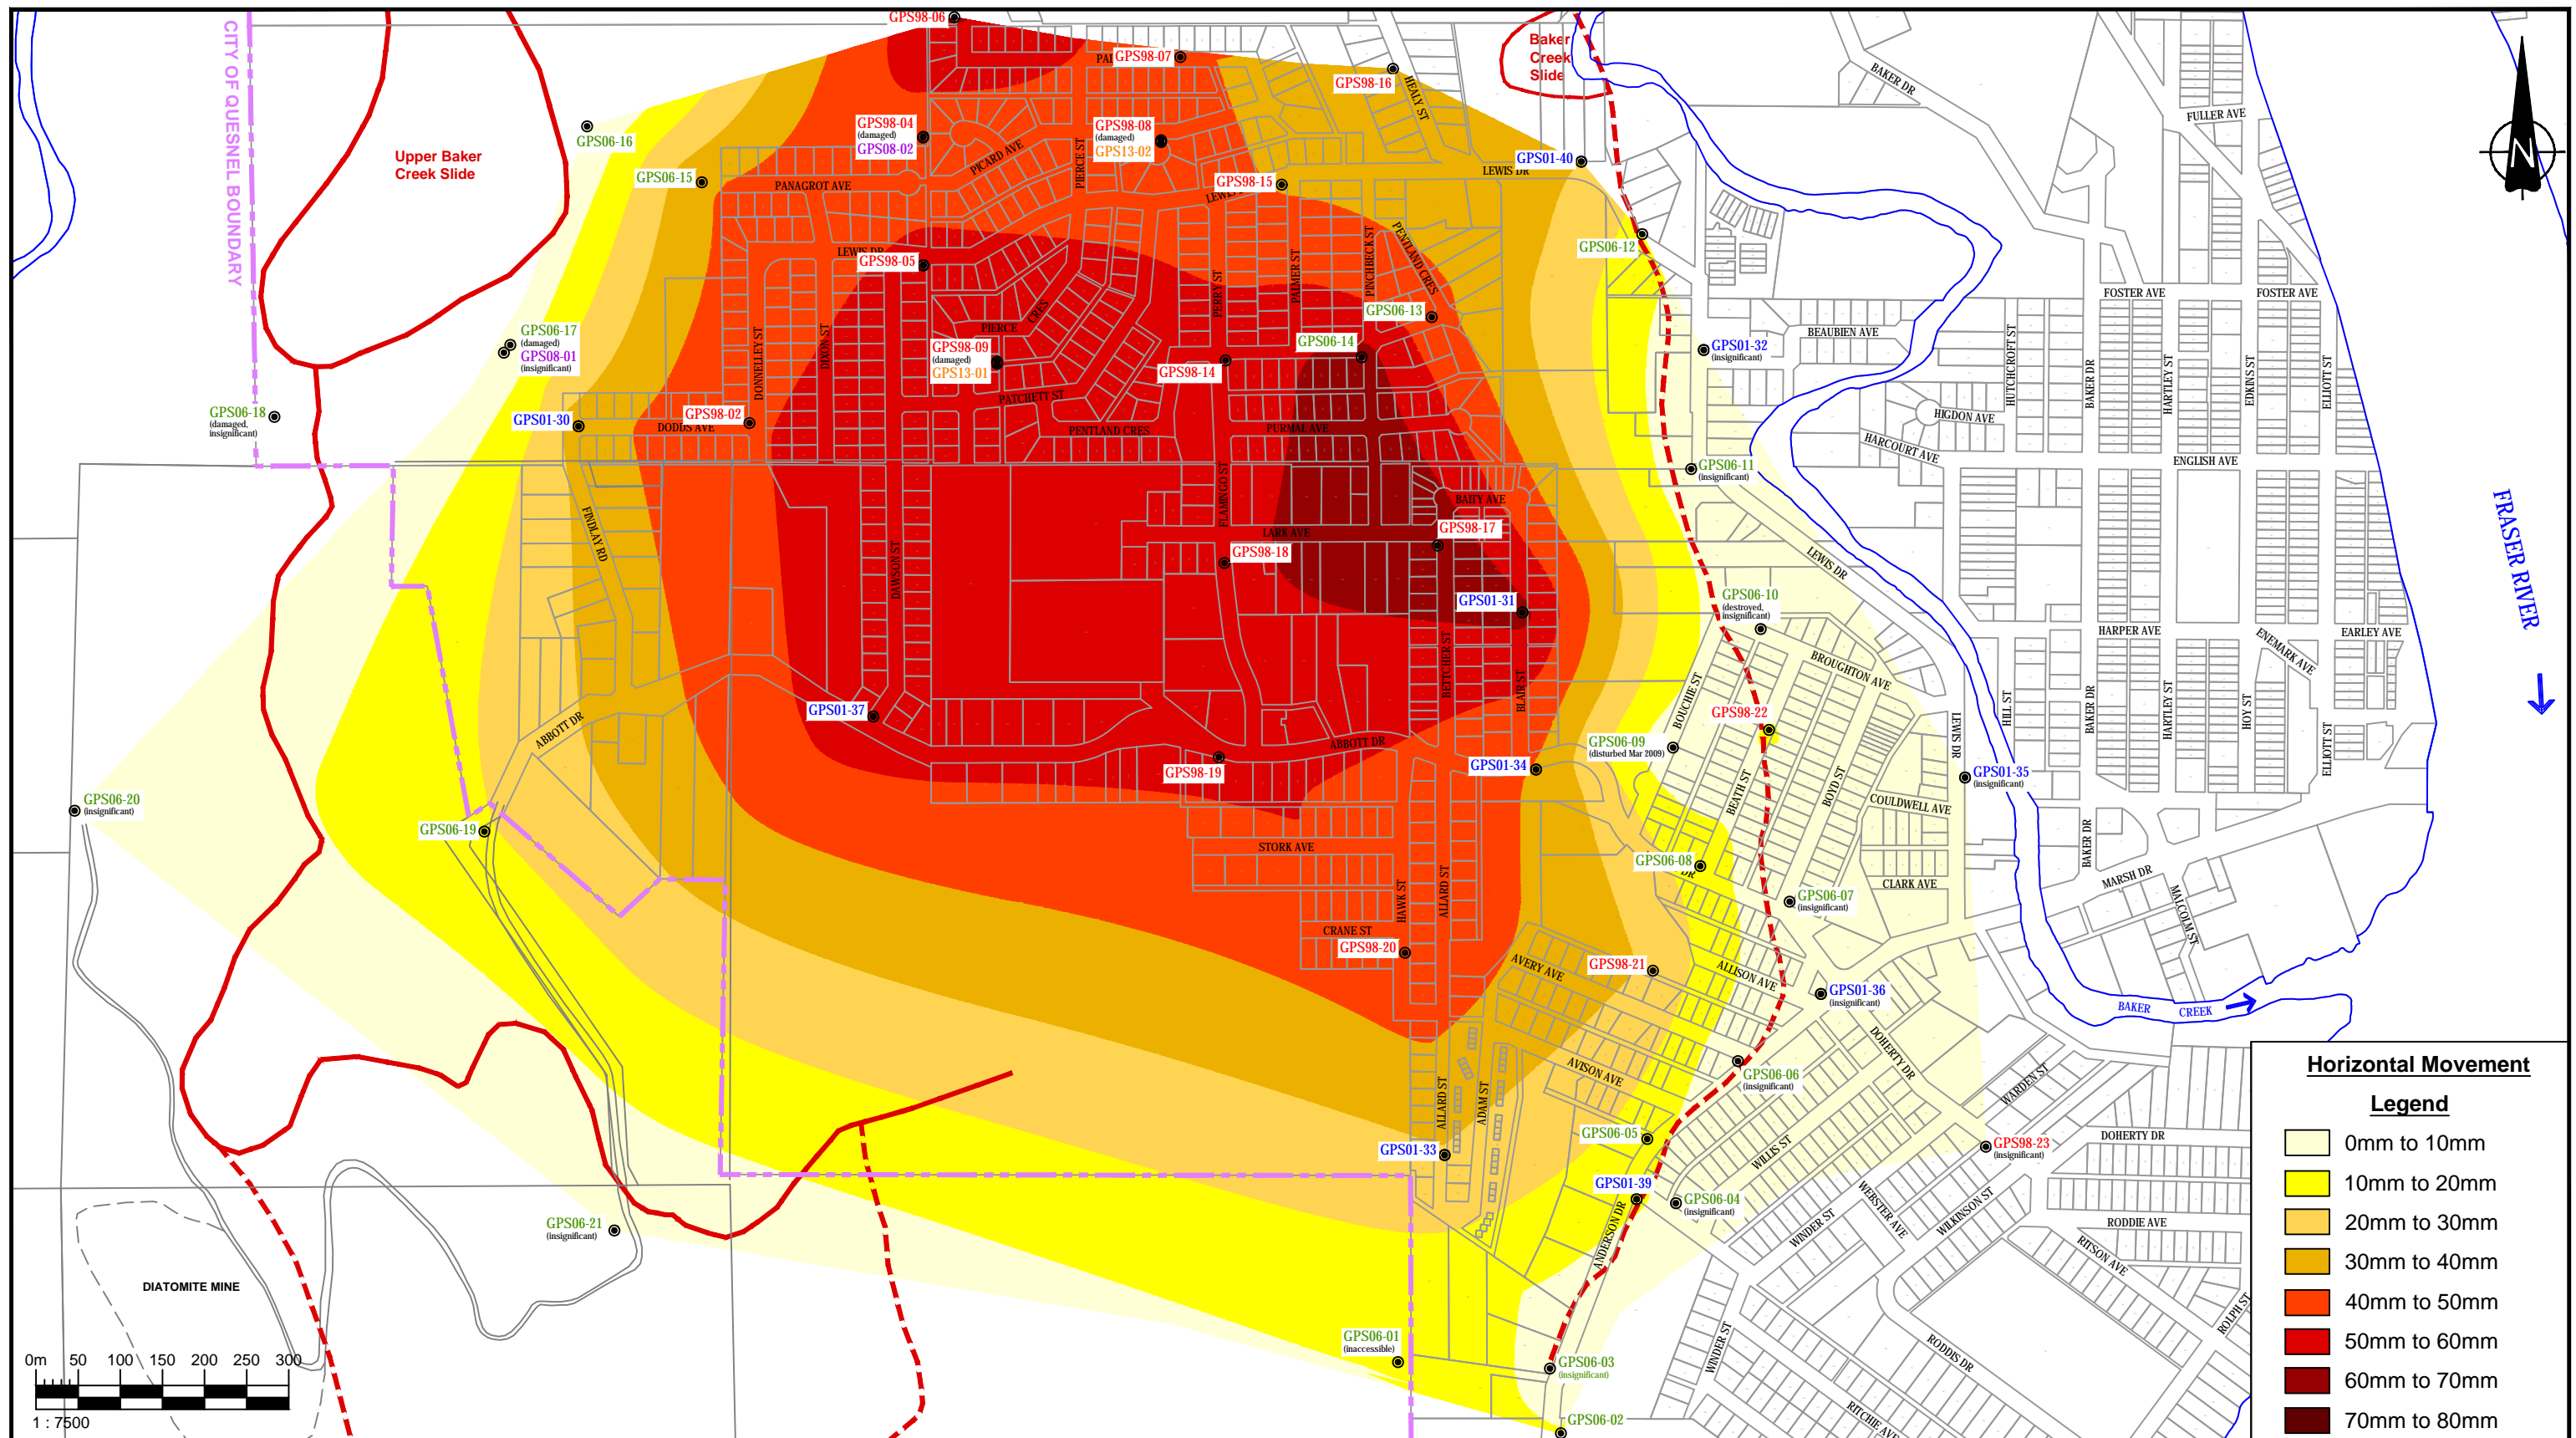 CITY OF QUESNEL BOUNDARY
Upper Baker
Creek Slide
Baker
Creek
Slide
GPS98-06
GPS98-07
GPS98-16
HEALY ST
BAKER DR
FULLER AVE
N
GPS06-16
GPS98-04
(damaged)
GPS08-02
GPS98-08
(damaged)
GPS13-02
PICARD AVE
PIERCE ST
GPS01-40
LEWIS DR
GPS06-15
PANAGROT AVE
GPS98-15
GPS06-12
LEWIS DR
GPS98-05
PERRY ST
PALMER ST
PINCHBECK ST
PENTLAND CRES
FOSTER AVE
FOSTER AVE
GPS06-17
(damaged)
GPS08-01
(insignificant)
DONNELLEY ST
DIXON ST
PIERCE
CRES
GPS98-09
(damaged)
GPS13-01
GPS98-14
GPS06-14
GPS06-13
GPS01-32
(insignificant)
BEAUBIEN AVE
HUTCHCROFT ST
BAKER DR
HARTLEY ST
EDKINS ST
ELLIOTT ST
GPS06-18
(damaged,
insignificant)
GPS01-30
GPS98-02
DODDS AVE
PATCHETT ST
PENTLAND CRES
PURMAL AVE
HIGDON AVE
HARCOURT AVE
ENGLISH AVE
GPS06-11
(insignificant)
FINDLAY RD
FLAMINGO ST
BAITY AVE
FRASER RIVER
DAWSON ST
LARK AVE
GPS98-17
GPS98-18
LEWIS DR
GPS01-31
GPS06-10
(destroyed,
insignificant)
HARPER AVE
ENEMARK AVE
EARLEY AVE
BROUGHTON AVE
BETTCHER ST
BLAIR ST
BOUCHIE ST
GPS01-37
GPS98-22
LEWIS DR
HILL ST
BAKER DR
HARTLEY ST
HOY ST
ELLIOTT ST
ABBOTT DR
ABBOTT DR
GPS06-09
(disturbed Mar 2009)
GPS98-19
GPS01-34
GPS01-35
(insignificant)
GPS06-20
(insignificant)
BEATH ST
BOYD ST
COULDWELL AVE
GPS06-19
STORK AVE
BAKER DR
GPS06-08
DR
CLARK AVE
MARSH DR
MALCOLM ST
GPS06-07
(insignificant)
HAWK ST
ALLARD ST
CRANE ST
GPS98-20
AVERY AVE
GPS98-21
ALLISON AVE
GPS01-36
(insignificant)
BAKER CREEK
DOHERTY DR
AVISON AVE
GPS06-06
(insignificant)
WARDEN ST
ALLARD ST
ADAM ST
GPS06-05
WILLIS ST
GPS01-33
GPS98-23
(insignificant)
DOHERTY DR
GPS01-39
GPS06-04
(insignificant)
WEBSTER AVE
WILKINSON ST
WINDER ST
ANDERSON DR
RODDIE AVE
RITSON AVE
GPS06-21
(insignificant)
DIATOMITE MINE
ROLPH ST
GPS06-01
(inaccessible)
GPS06-03
(insignificant)
WINDER ST
RODDIS DR
GPS06-02
RITCHIE AVE
0m 50 100 150 200 250 300
1 : 7500
Horizontal Movement
Legend
0mm to 10mm
10mm to 20mm
20mm to 30mm
30mm to 40mm
40mm to 50mm
50mm to 60mm
60mm to 70mm
70mm to 80mm